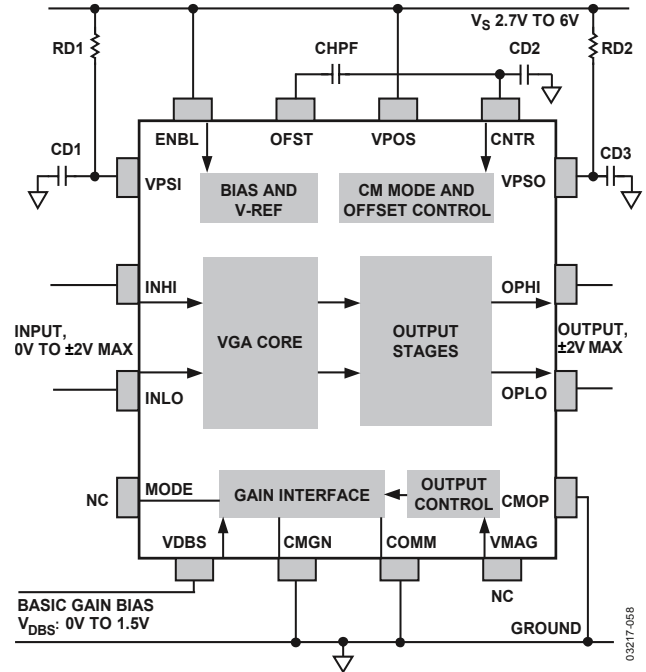 V_S 2.7V TO 6V
RD1
CHPF
CD2
RD2
ENBL
OFST
VPOS
CNTR
CD1
CD3
VPSI
VPSO
BIAS AND
V-REF
CM MODE AND
OFFSET CONTROL
INHI
OPHI
INPUT,
0V TO ±2V MAX
VGA CORE
OUTPUT
STAGES
OUTPUT,
±2V MAX
INLO
OPLO
NC
MODE
GAIN INTERFACE
OUTPUT
CONTROL
CMOP
VDBS
CMGN
COMM
VMAG
NC
BASIC GAIN BIAS
V_DBS: 0V TO 1.5V
GROUND
03217-058